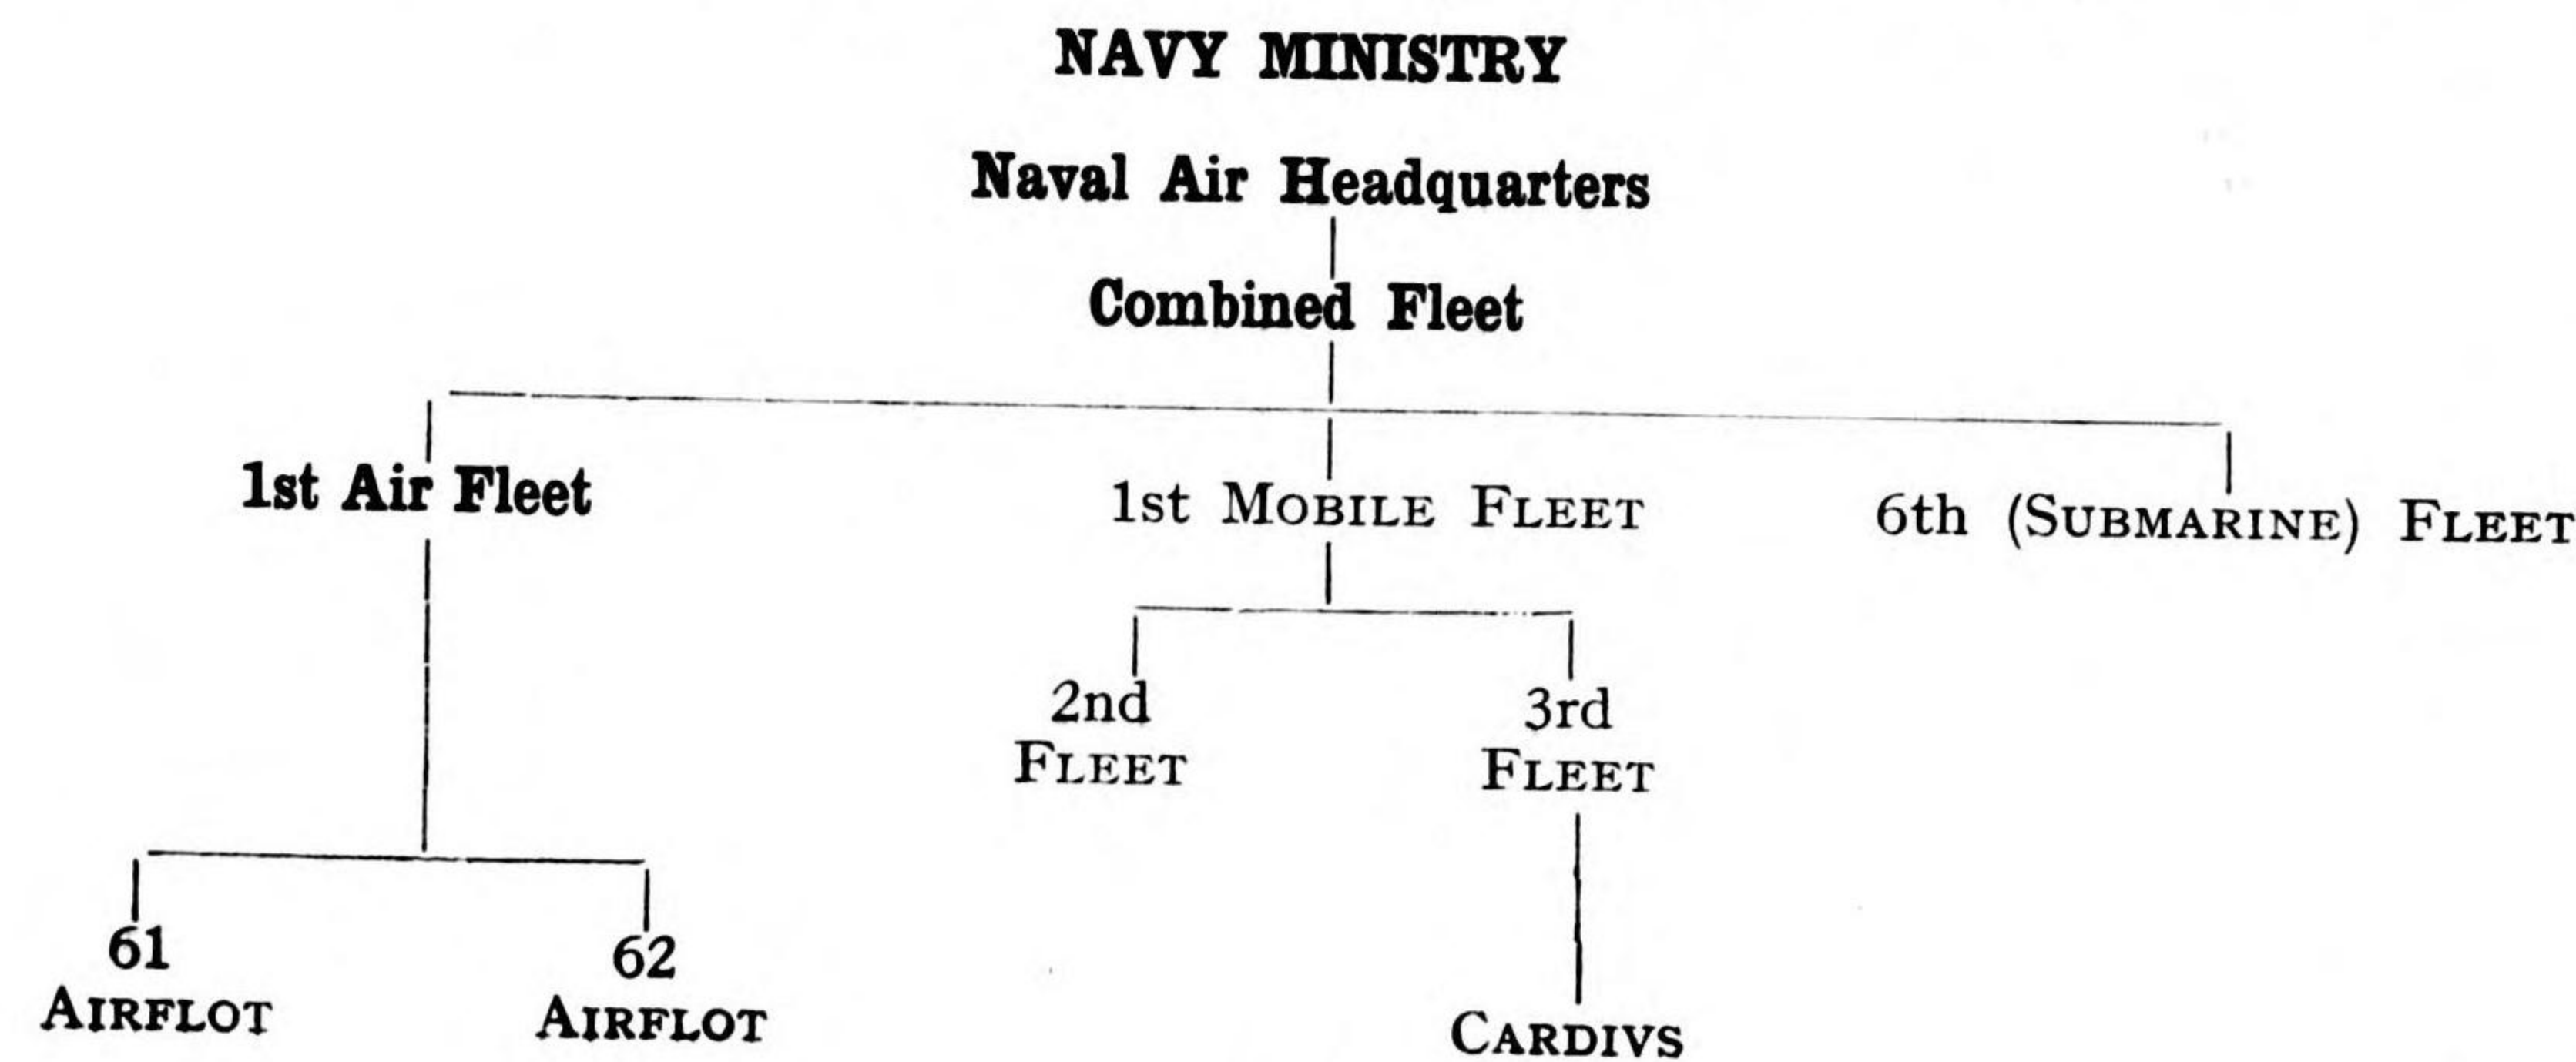 NAVY MINISTRY
Naval Air Headquarters
Combined Fleet
1st Air Fleet
1st MOBILE FLEET
6th (SUBMARINE) FLEET
2nd
FLEET
3rd
FLEET
61
AIRFLOT
62
AIRFLOT
CARDIVS